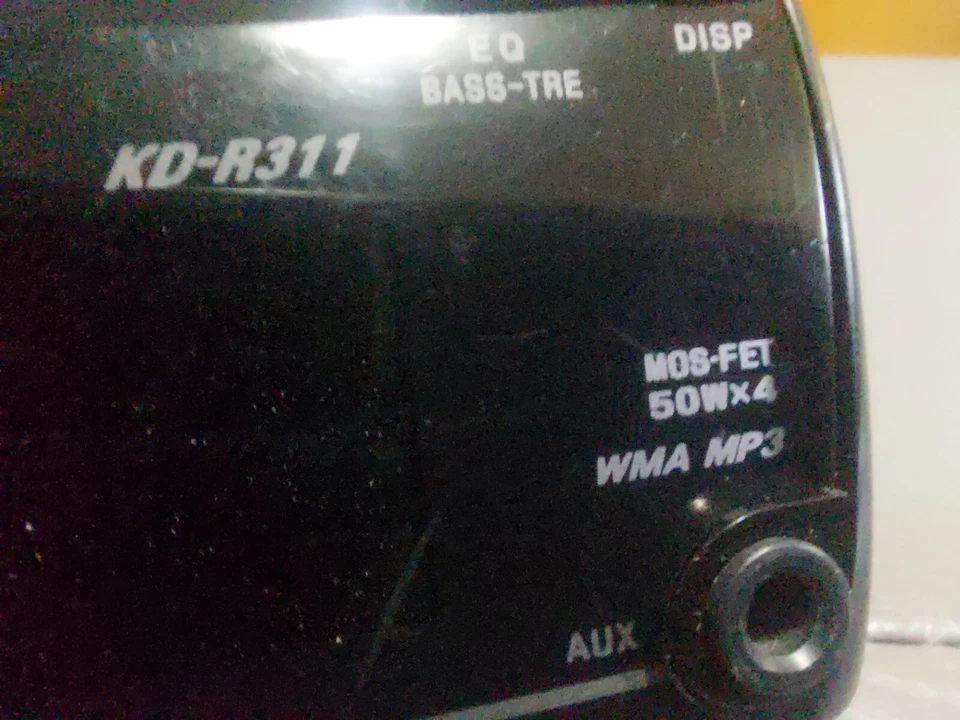 EQ
DISP
BASS-TRE
KD-R311
MOS-FET
50W×4
WMA MP3
AUX